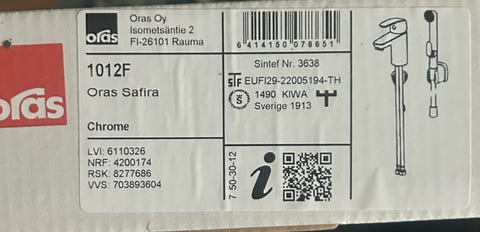 oras
oras
Oras Oy
Isometsäntie 2
FI-26101 Rauma
6 414150 078651
1012F
Oras Safira
Chrome
LVI: 6110326
NRF: 4200174
RSK: 8277686
VVS: 703893604
Sintef Nr. 3638
STF EUFI29-22005194-TH
1490 KIWA
Sverige 1913
7 50-30-12
i